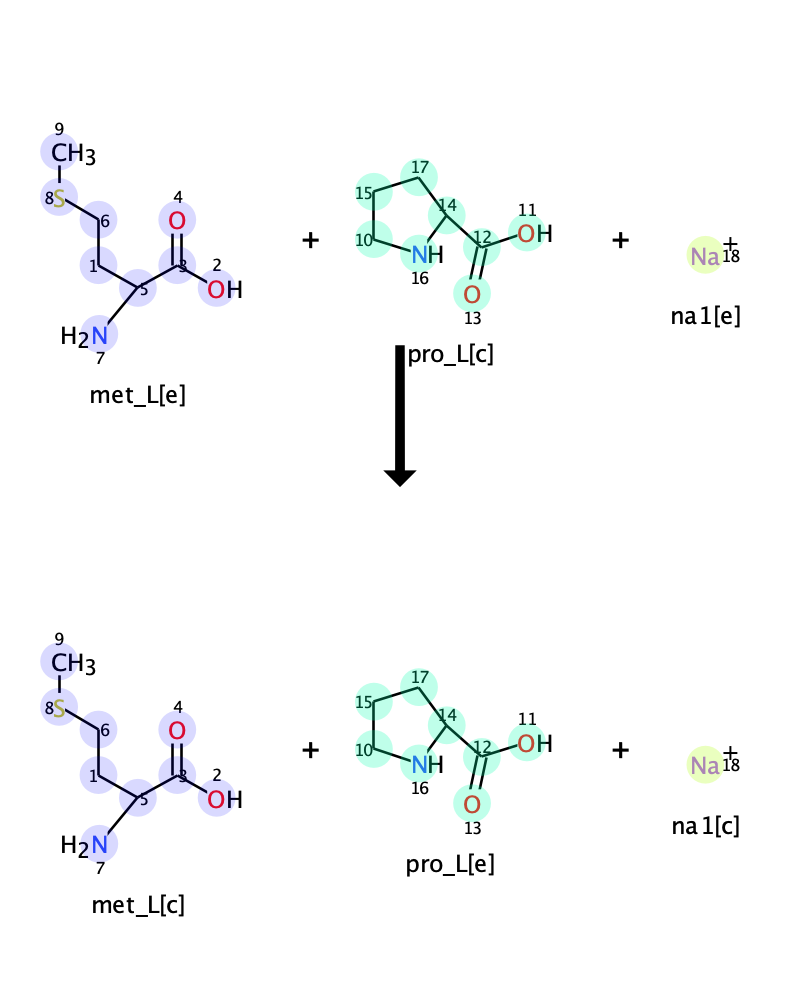 9
CH3
8S
6
4
O
1
5
3
2
OH
H2N
7
met_L[e]
+
17
15
14
10
NH
16
12
11
OH
O
13
pro_L[c]
+
Na+
18
na1[e]
9
CH3
8S
6
4
O
1
5
3
2
OH
H2N
7
met_L[c]
+
17
15
14
10
NH
16
12
11
OH
O
13
pro_L[e]
+
Na+
18
na1[c]